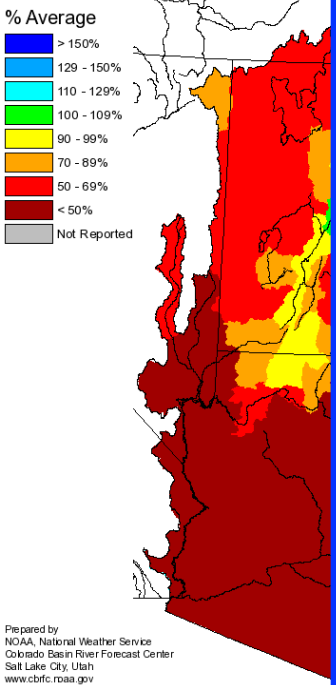 % Average
> 150%
129 - 150%
110 - 129%
100 - 109%
90 - 99%
70 - 89%
50 - 69%
< 50%
Not Reported
Prepared by
NOAA, National Weather Service
Colorado Basin River Forecast Center
Salt Lake City, Utah
www.cbrfc.noaa.gov